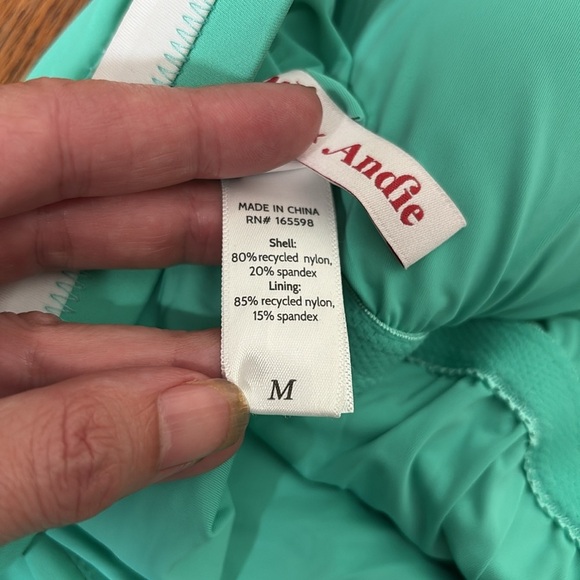 Andie
MADE IN CHINA
RN# 165598
Shell:
80% recycled nylon,
20% spandex
Lining:
85% recycled nylon,
15% spandex
M